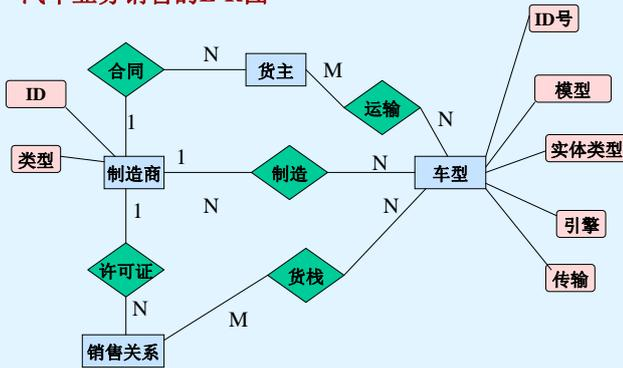 汽车业务销售的E-R图
ID号
合同
N
货主
M
ID
模型
运输
1
N
类型
实体类型
制造商
1
制造
N
车型
1
N
N
引擎
许可证
货栈
传输
N
M
销售关系